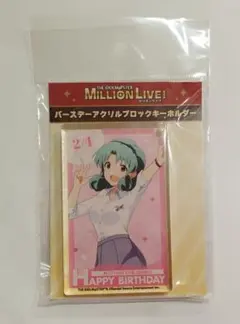 THE IDOLM@STER
MILLION LIVE!
バースデーアクリルブロックキーホルダー
2/4
HAPPY BIRTHDAY